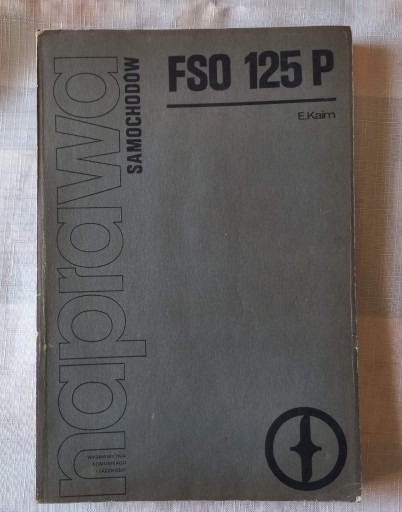 naprawa
SAMOCHODÓW
FSO 125 P
E.Kaim